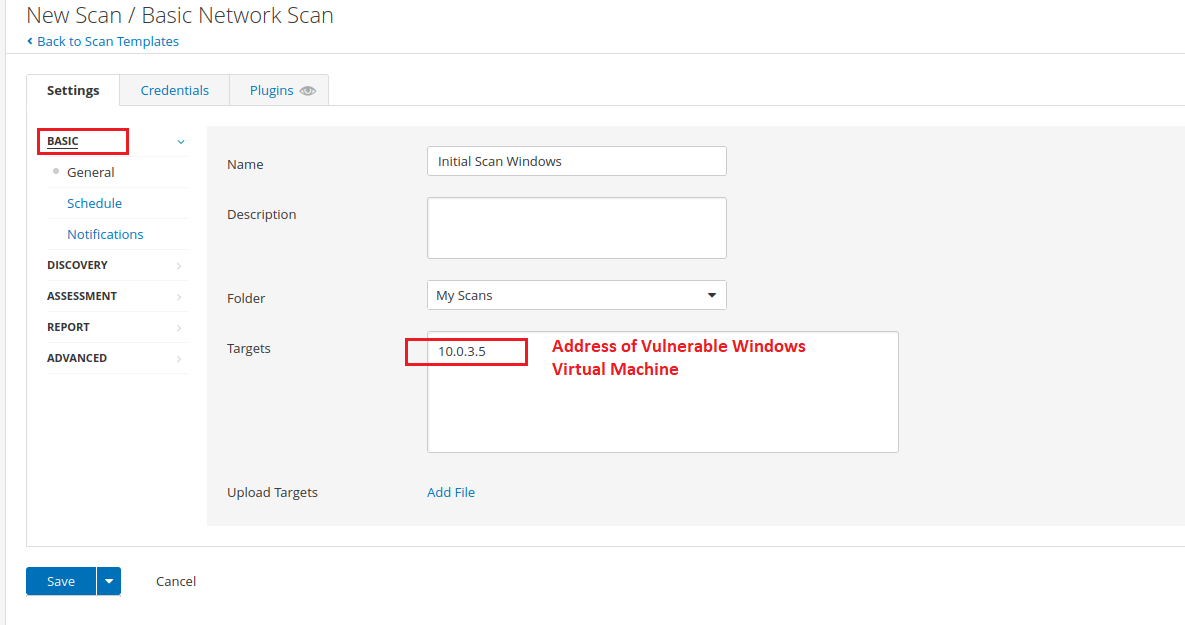 New Scan / Basic Network Scan
Back to Scan Templates
Settings
Credentials
Plugins
BASIC
General
Schedule
Notifications
DISCOVERY
ASSESSMENT
REPORT
ADVANCED
Name
Initial Scan Windows
Description
Folder
My Scans
Targets
10.0.3.5
Address of Vulnerable Windows
Virtual Machine
Upload Targets
Add File
Save
Cancel